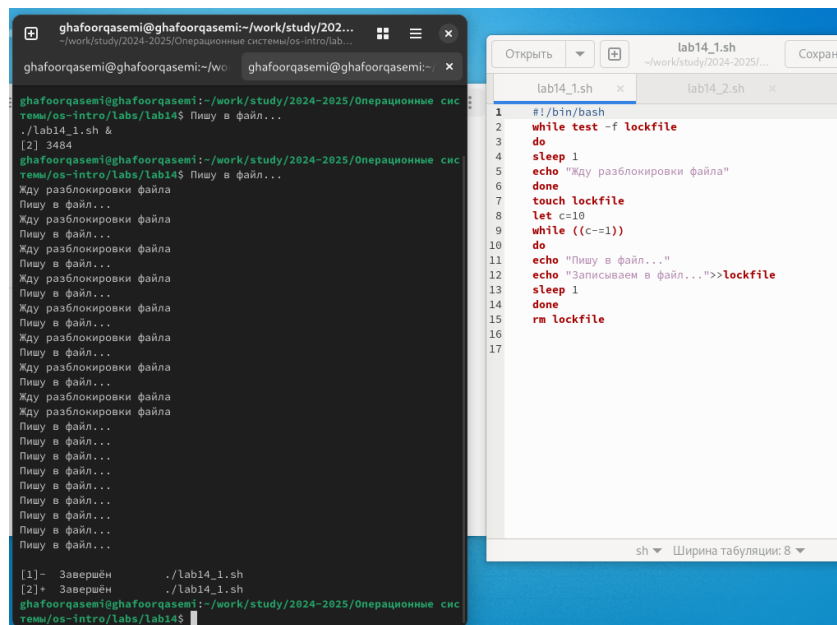 ghafoorqasemi@ghafoorqasemi:~/work/study/202...
~/work/study/2024-2025/Операционные системы/os-intro/lab...
ghafoorqasemi@ghafoorqasemi:~/wo
ghafoorqasemi@ghafoorqasemi:~/
ghafoorqasemi@ghafoorqasemi:~/work/study/2024-2025/Операционные сис
темы/os-intro/labs/lab14$ Пишу в файл...
./lab14_1.sh &
[2] 3484
ghafoorqasemi@ghafoorqasemi:~/work/study/2024-2025/Операционные сис
темы/os-intro/labs/lab14$ Пишу в файл...
Жду разблокировки файла
Пишу в файл...
Жду разблокировки файла
Пишу в файл...
Жду разблокировки файла
Пишу в файл...
Жду разблокировки файла
Пишу в файл...
Жду разблокировки файла
Пишу в файл...
Жду разблокировки файла
Пишу в файл...
Жду разблокировки файла
Пишу в файл...
Жду разблокировки файла
Жду разблокировки файла
Пишу в файл...
Пишу в файл...
Пишу в файл...
Пишу в файл...
Пишу в файл...
Пишу в файл...
Пишу в файл...
Пишу в файл...
Пишу в файл...
[1]- Завершён ./lab14_1.sh
[2]+ Завершён ./lab14_1.sh
ghafoorqasemi@ghafoorqasemi:~/work/study/2024-2025/Операционные сис
темы/os-intro/labs/lab14$
Открыть
lab14_1.sh
~/work/study/2024-2025/...
Сохран
lab14_1.sh
lab14_2.sh
1 #!/bin/bash
2 while test -f lockfile
3 do
4 sleep 1
5 echo "Жду разблокировки файла"
6 done
7 touch lockfile
8 let c=10
9 while ((c-=1))
10 do
11 echo "Пишу в файл..."
12 echo "Записываем в файл...">>lockfile
13 sleep 1
14 done
15 rm lockfile
16
17
sh Ширина табуляции: 8